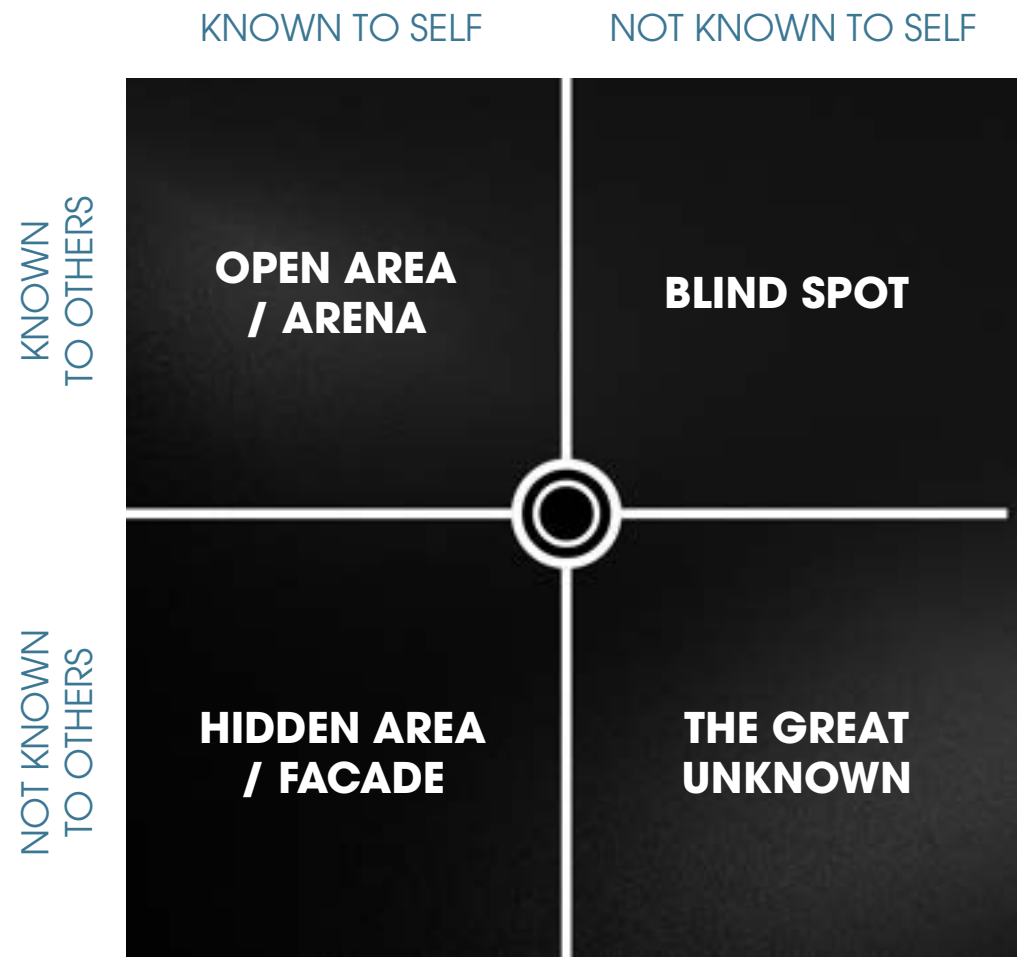 KNOWN TO SELF
NOT KNOWN TO SELF
KNOWN
TO OTHERS
OPEN AREA
/ ARENA
BLIND SPOT
NOT KNOWN
TO OTHERS
HIDDEN AREA
/ FACADE
THE GREAT
UNKNOWN